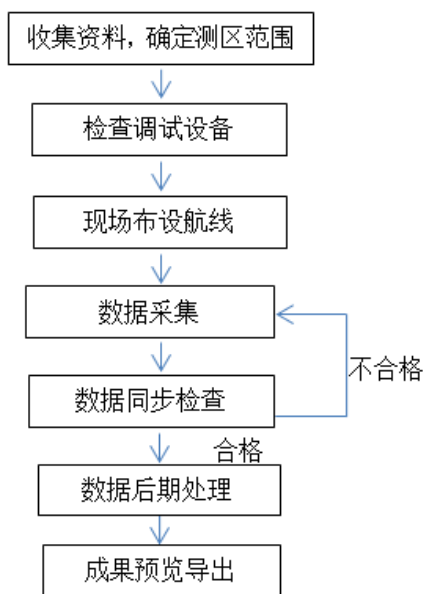 收集资料，确定测区范围
检查调试设备
现场布设航线
数据采集
不合格
数据同步检查
合格
数据后期处理
成果预览导出